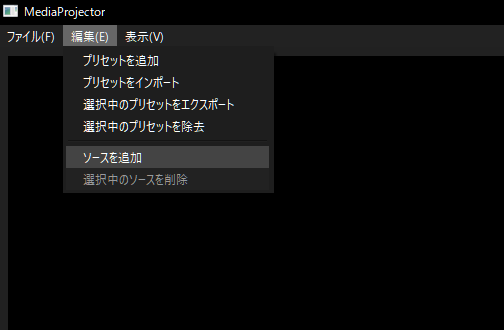 MediaProjector
ファイル(F) 編集(E) 表示(V)
プリセットを追加
プリセットをインポート
選択中のプリセットをエクスポート
選択中のプリセットを除去
ソースを追加
選択中のソースを削除